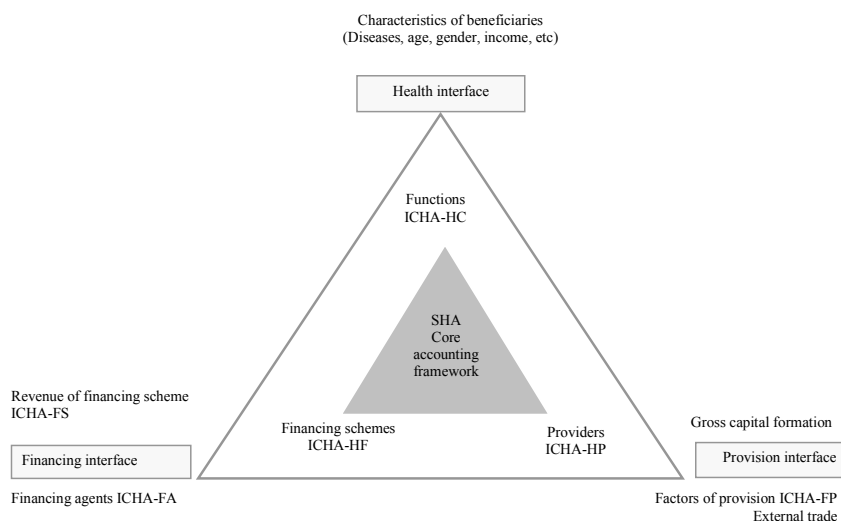 Characteristics of beneficiaries
(Diseases, age, gender, income, etc)
Health interface
Functions
ICHA-HC
SHA
Core
accounting
framework
Revenue of financing scheme
ICHA-FS
Financing schemes
ICHA-HF
Providers
ICHA-HP
Gross capital formation
Financing interface
Provision interface
Financing agents ICHA-FA
Factors of provision ICHA-FP
External trade